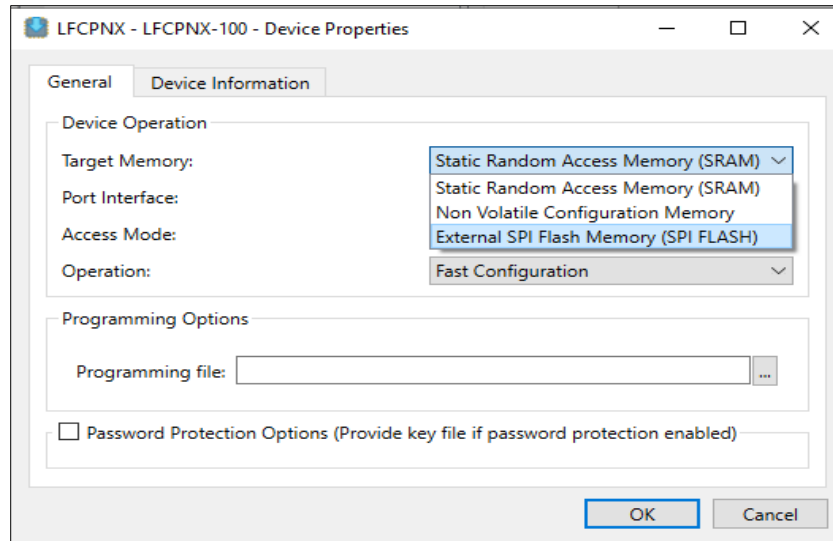 LFCPNX - LFCPNX-100 - Device Properties
General Device Information
Device Operation
Target Memory: Static Random Access Memory (SRAM)
Static Random Access Memory (SRAM)
Port Interface:
Non Volatile Configuration Memory
Access Mode: External SPI Flash Memory (SPI FLASH)
Operation: Fast Configuration
Programming Options
Programming file: ...
Password Protection Options (Provide key file if password protection enabled)
OK Cancel